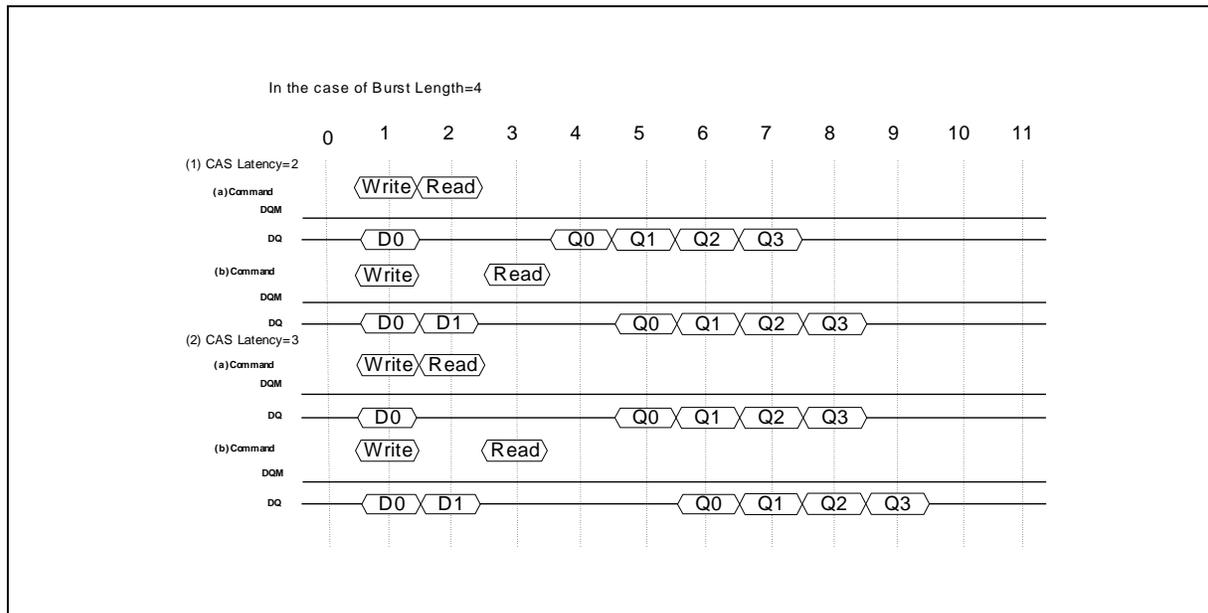 In the case of Burst Length=4
0 1 2 3 4 5 6 7 8 9 10 11
(1) CAS Latency=2
(a)Command Write Read
DQM
DQ D0 Q0 Q1 Q2 Q3
(b)Command Write Read
DQM
DQ D0 D1 Q0 Q1 Q2 Q3
(2) CAS Latency=3
(a)Command Write Read
DQM
DQ D0 Q0 Q1 Q2 Q3
(b)Command Write Read
DQM
DQ D0 D1 Q0 Q1 Q2 Q3